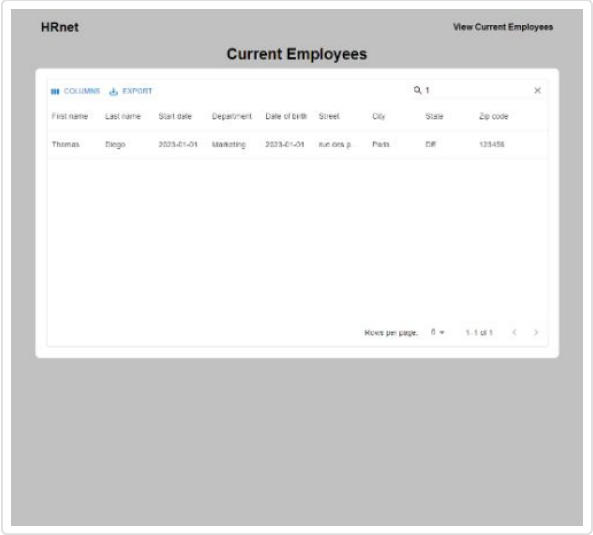 HRnet View Current Employees
Current Employees
COLUMNS EXPORT 1
First name Last name Start date Department Date of birth Street City State Zip code
Thomas Diego 2023-01-01 Marketing 2023-01-01 rue des p... Paris 123456
Rows per page: 1-1 of 1